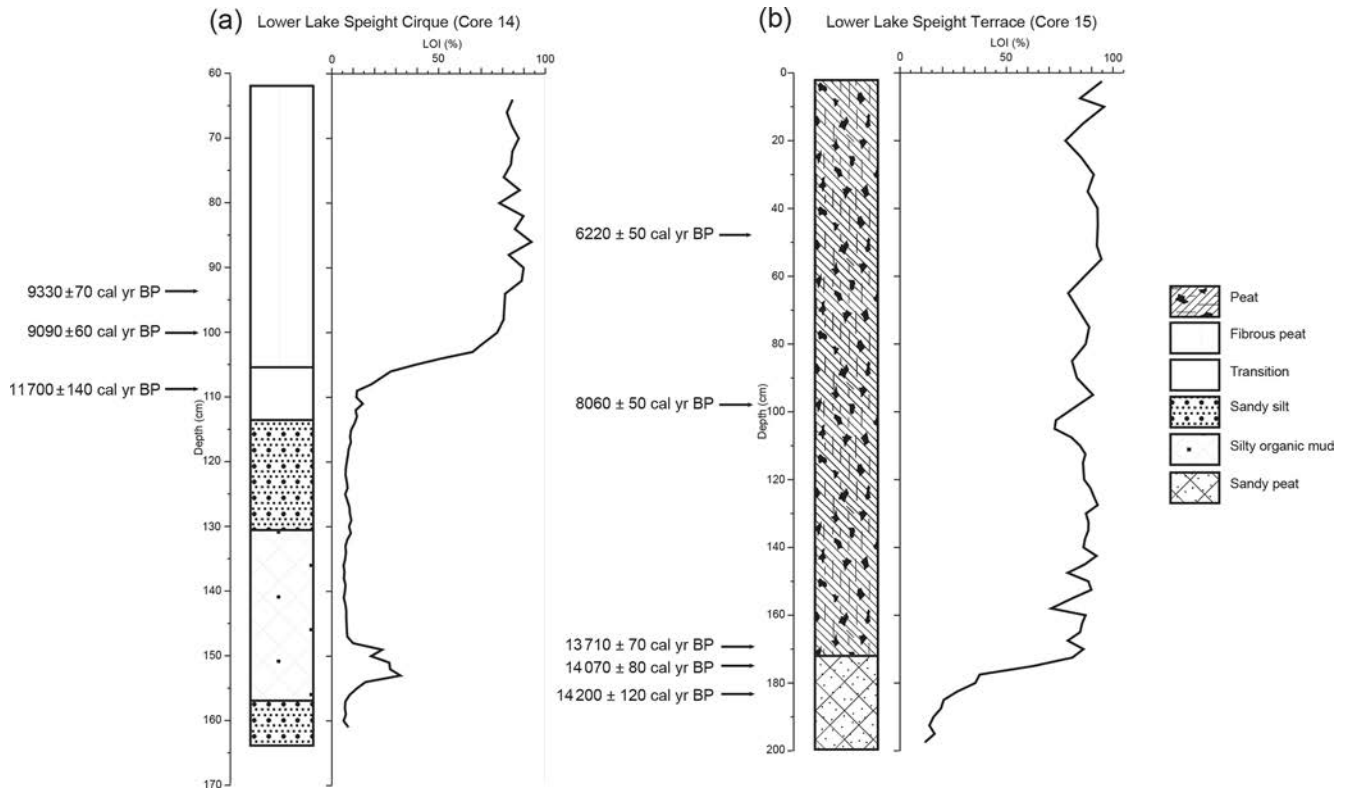 (a) Lower Lake Speight Cirque (Core 14)
LOI (%)
0 50 100
60
70
80
90
100
110
120
130
140
150
160
170
Depth (cm)
9330 ±70 cal yr BP
9090 ±60 cal yr BP
11700 ± 140 cal yr BP
(b) Lower Lake Speight Terrace (Core 15)
LOI (%)
0 50 100
0
20
40
60
80
100
120
140
160
180
200
Depth (cm)
6220 ± 50 cal yr BP
8060 ± 50 cal yr BP
13710 ± 70 cal yr BP
14070 ± 80 cal yr BP
14200 ± 120 cal yr BP
Peat
Fibrous peat
Transition
Sandy silt
Silty organic mud
Sandy peat